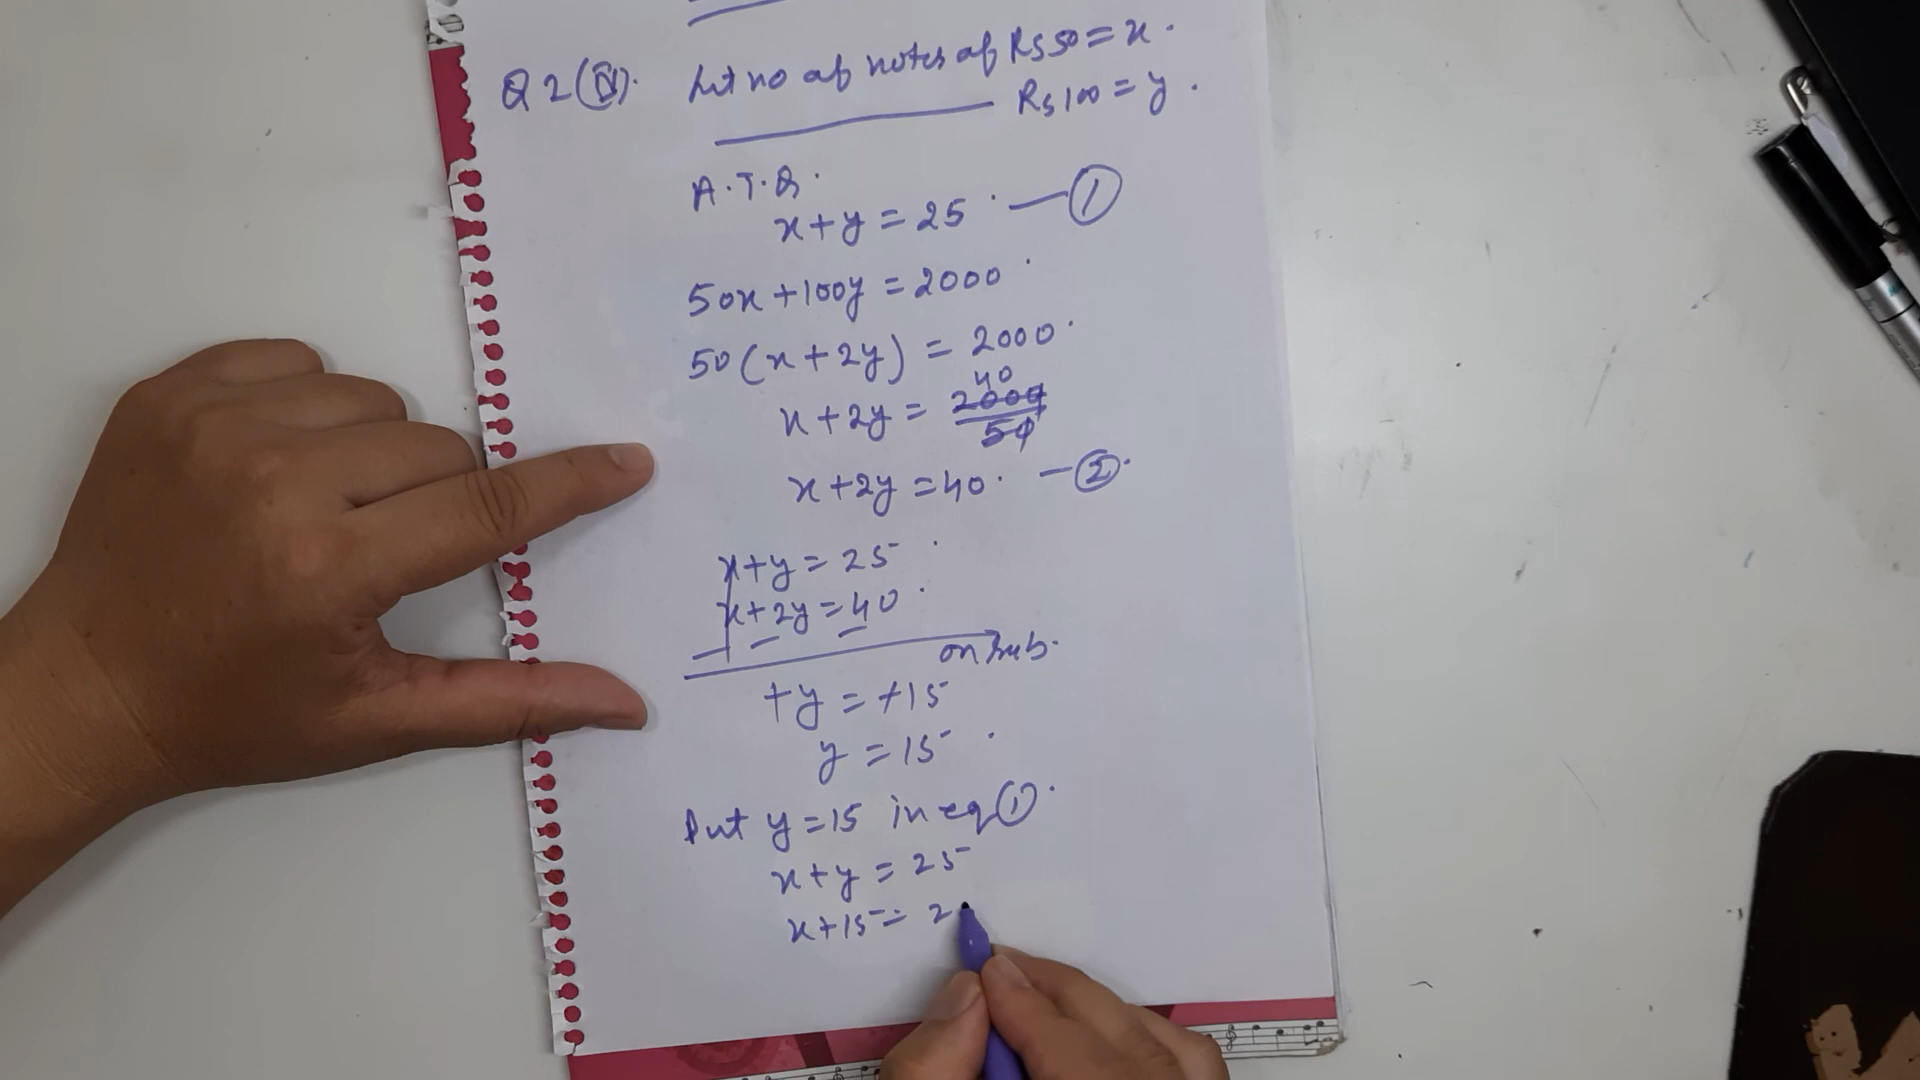 Q2(iv). Let no of notes of Rs 50 = x.
Rs 100 = y.
A.T.Q.
x+y = 25 — ①
50x+100y = 2000
50(x+2y) = 2000
40
x+2y = 2000/50
x+2y = 40. — ②
x+y = 25
x+2y = 40
— — —
on sub.
+y = +15
y = 15
Put y=15 in eq ①
x+y = 25
x+15 = 2